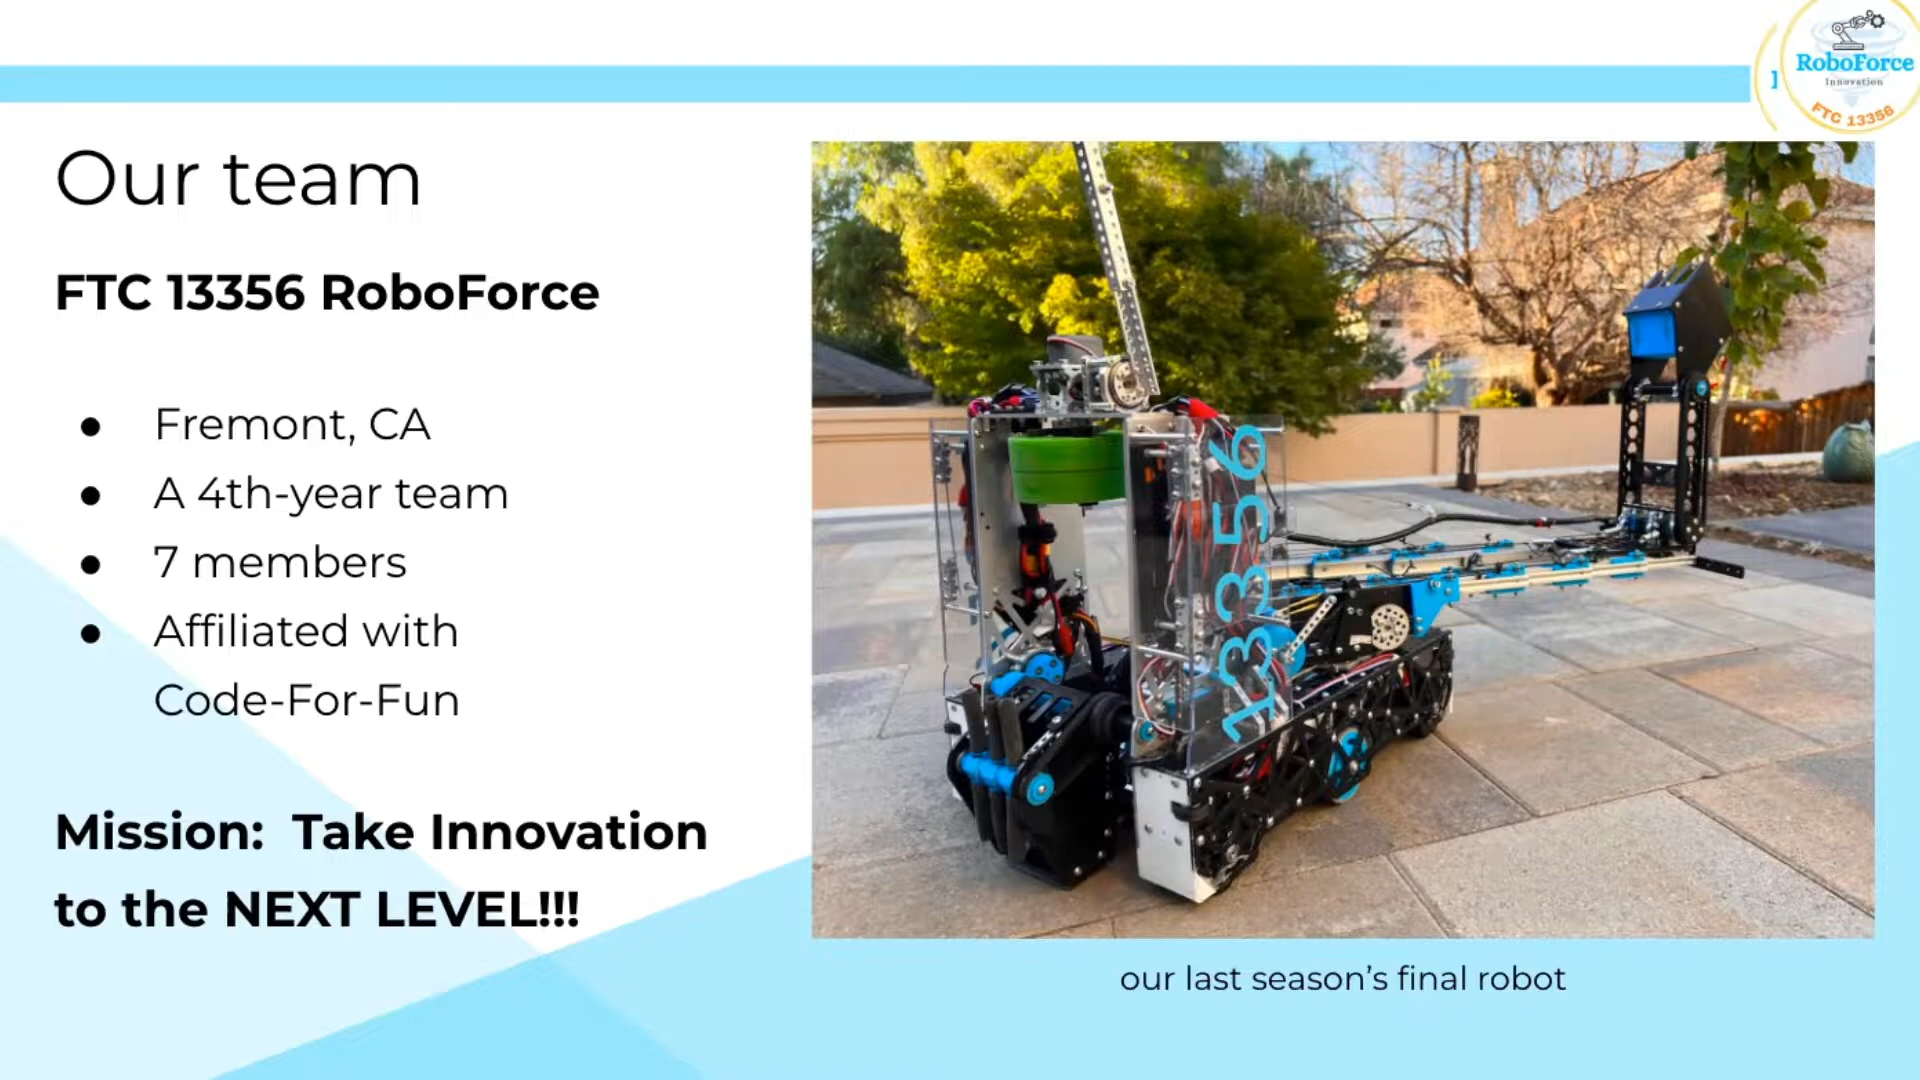 RoboForce
Innovation
FTC 13356
Our team
FTC 13356 RoboForce
● Fremont, CA
● A 4th-year team
● 7 members
● Affiliated with
Code-For-Fun
Mission:  Take Innovation
to the NEXT LEVEL!!!
13356
our last season's final robot